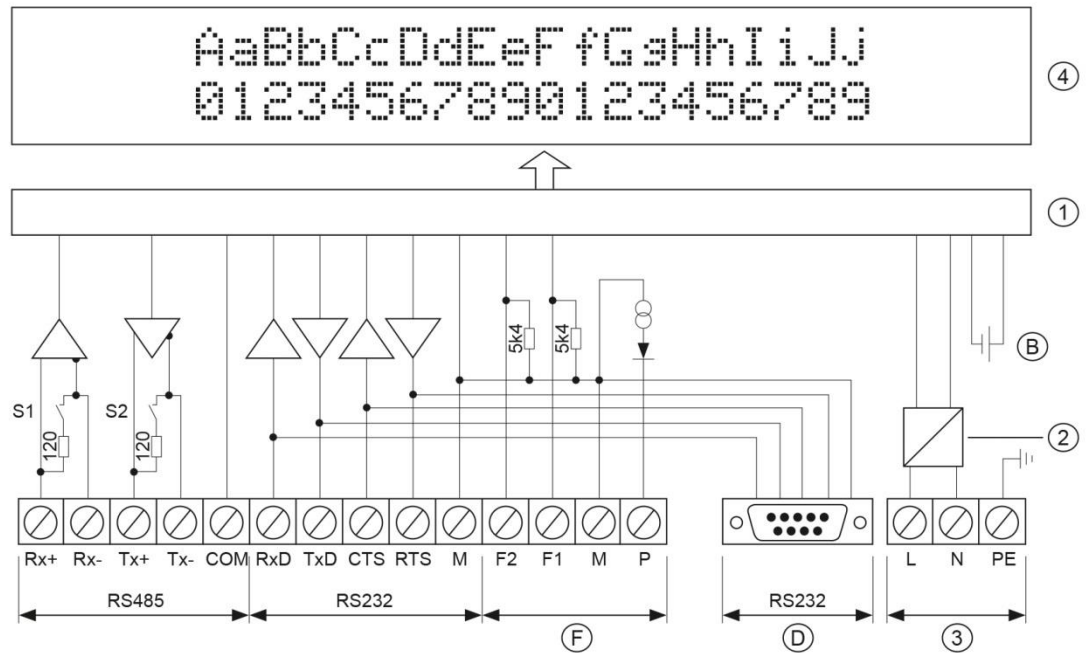 AaBbCcDdEeFfGgHhIiJj
01234567890123456789
4
1
5k4 5k4
B
S1 S2
120 120
2
Rx+ Rx- Tx+ Tx- COM RxD TxD CTS RTS M F2 F1 M P L N PE
RS485 RS232 RS232
F D 3